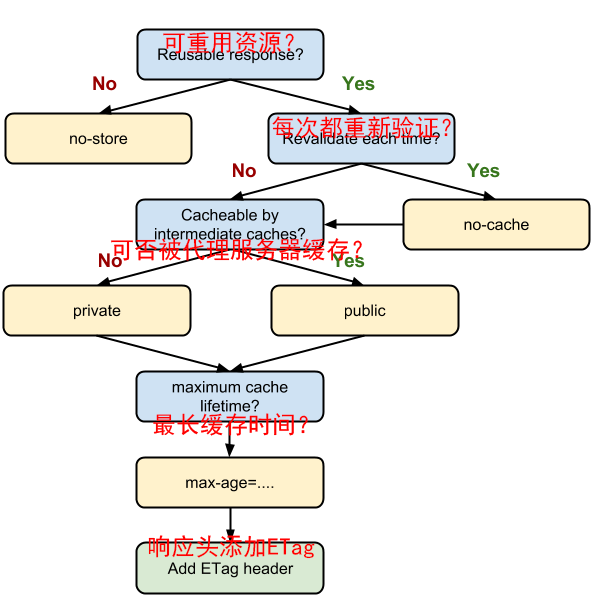 可重用资源?
Reusable response?
No
Yes
no-store
每次都重新验证?
Revalidate each time?
No
Yes
Cacheable by
intermediate caches?
no-cache
可否被代理服务器缓存?
No
Yes
private
public
maximum cache
lifetime?
最长缓存时间?
max-age=....
响应头添加ETag
Add ETag header